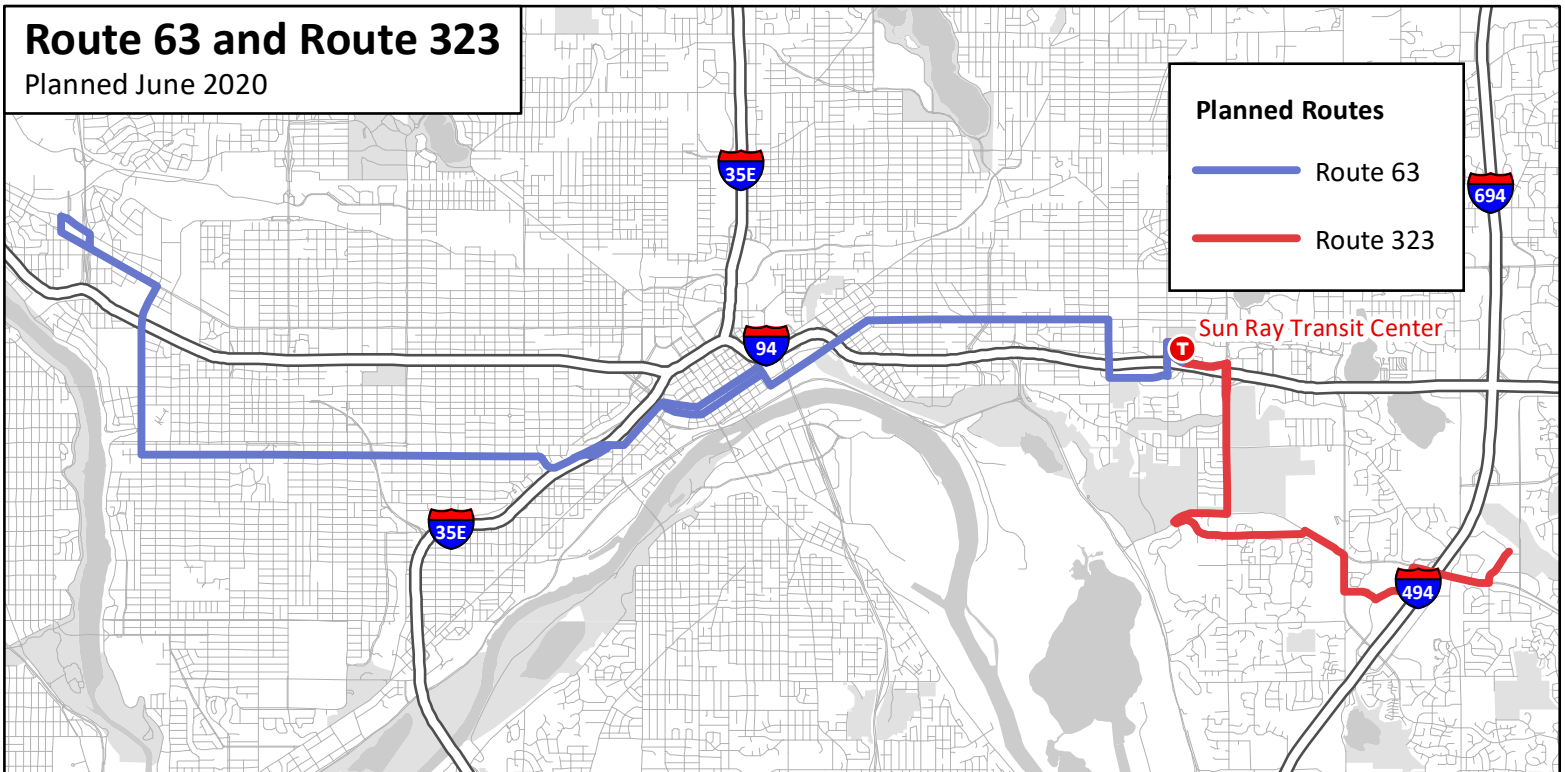 Route 63 and Route 323
Planned June 2020
Planned Routes
Route 63
Route 323
35E
694
94
T
Sun Ray Transit Center
35E
494